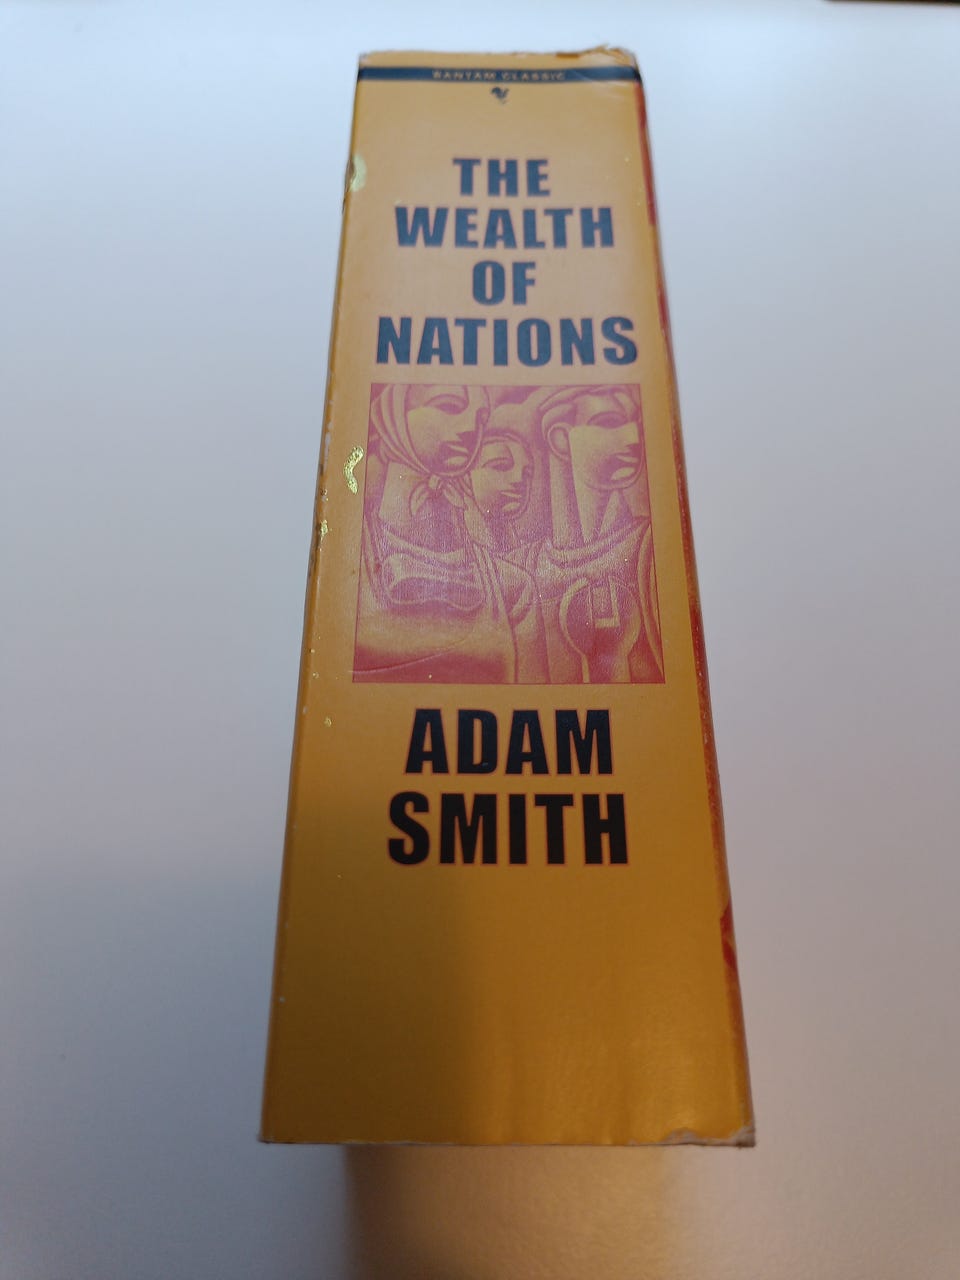 BANTAM CLASSIC
THE
WEALTH
OF
NATIONS
ADAM
SMITH